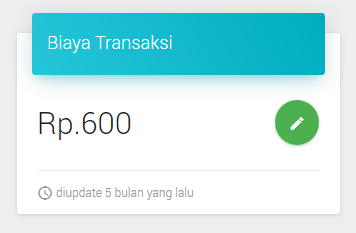 Biaya Transaksi
Rp.600
diupdate 5 bulan yang lalu